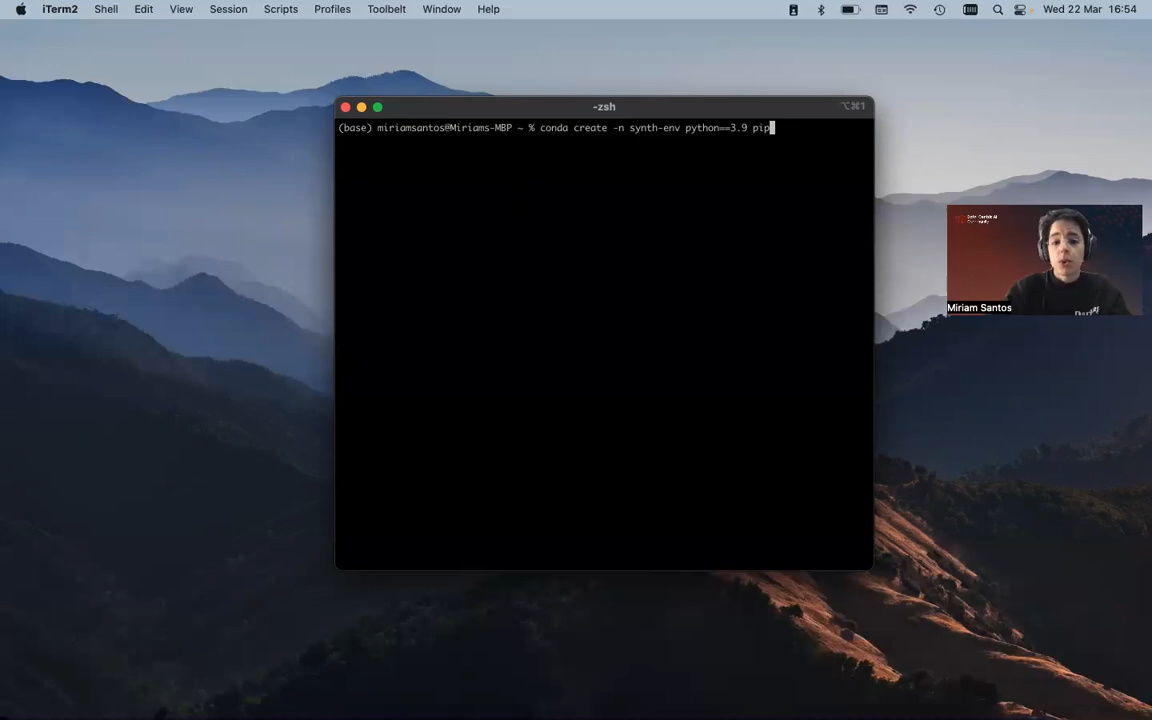 iTerm2 Shell Edit View Session Scripts Profiles Toolbelt Window Help Wed 22 Mar 16:54
-zsh ⌥⌘1
(base) miriamsantos@Miriams-MBP ~ % conda create -n synth-env python==3.9 pip
Miriam Santos